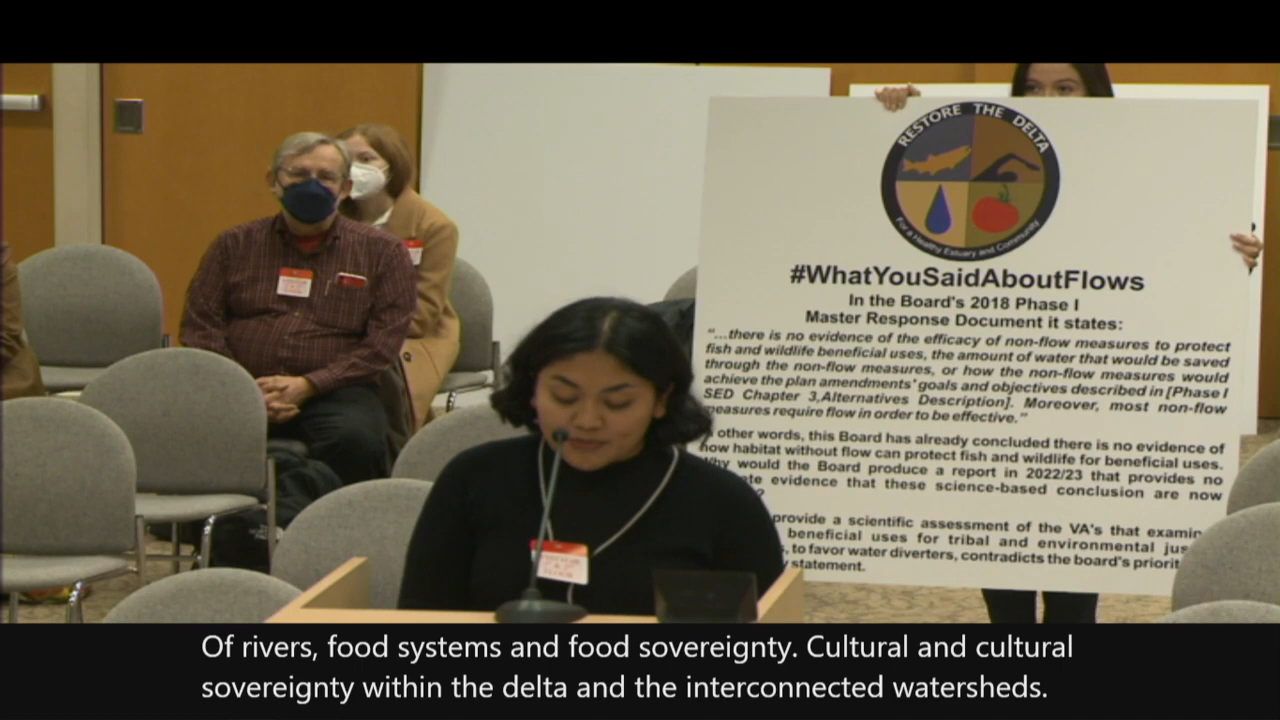 RESTORE THE DELTA
For a Healthy Estuary and Community
#WhatYouSaidAboutFlows
In the Board's 2018 Phase I
Master Response Document it states:
"...there is no evidence of the efficacy of non-flow measures to protect
fish and wildlife beneficial uses, the amount of water that would be saved
through the non-flow measures, or how the non-flow measures would
achieve the plan amendments' goals and objectives described in [Phase I
SED Chapter 3,Alternatives Description]. Moreover, most non-flow
measures require flow in order to be effective."
other words, this Board has already concluded there is no evidence of
how habitat without flow can protect fish and wildlife for beneficial uses.
Why would the Board produce a report in 2022/23 that provides no
evidence that these science-based conclusion are now
?
provide a scientific assessment of the VA's that
beneficial uses for tribal and environmental
, to favor water diverters, contradicts the board's
statement.
Of rivers, food systems and food sovereignty. Cultural and cultural
sovereignty within the delta and the interconnected watersheds.